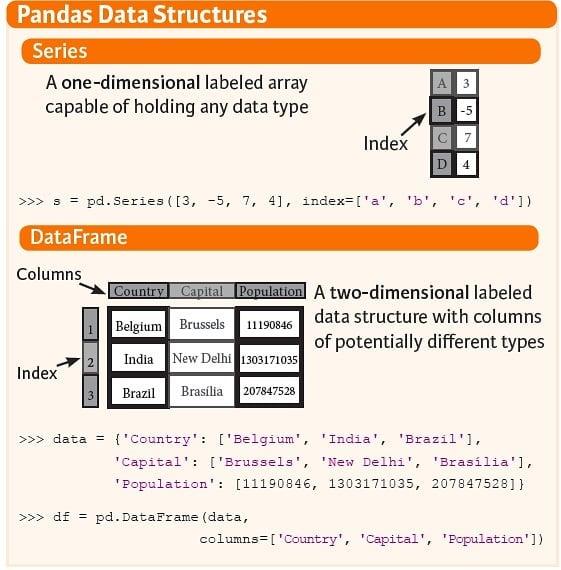 Pandas Data Structures
Series
A one-dimensional labeled array
capable of holding any data type
A 3
B -5
C 7
D 4
Index
>>> s = pd.Series([3, -5, 7, 4], index=['a', 'b', 'c', 'd'])
DataFrame
Columns
Country Capital Population
1 Belgium Brussels 11190846
2 India New Delhi 1303171035
3 Brazil Brasília 207847528
Index
A two-dimensional labeled
data structure with columns
of potentially different types
>>> data = {'Country': ['Belgium', 'India', 'Brazil'],
'Capital': ['Brussels', 'New Delhi', 'Brasília'],
'Population': [11190846, 1303171035, 207847528]}
>>> df = pd.DataFrame(data,
columns=['Country', 'Capital', 'Population'])